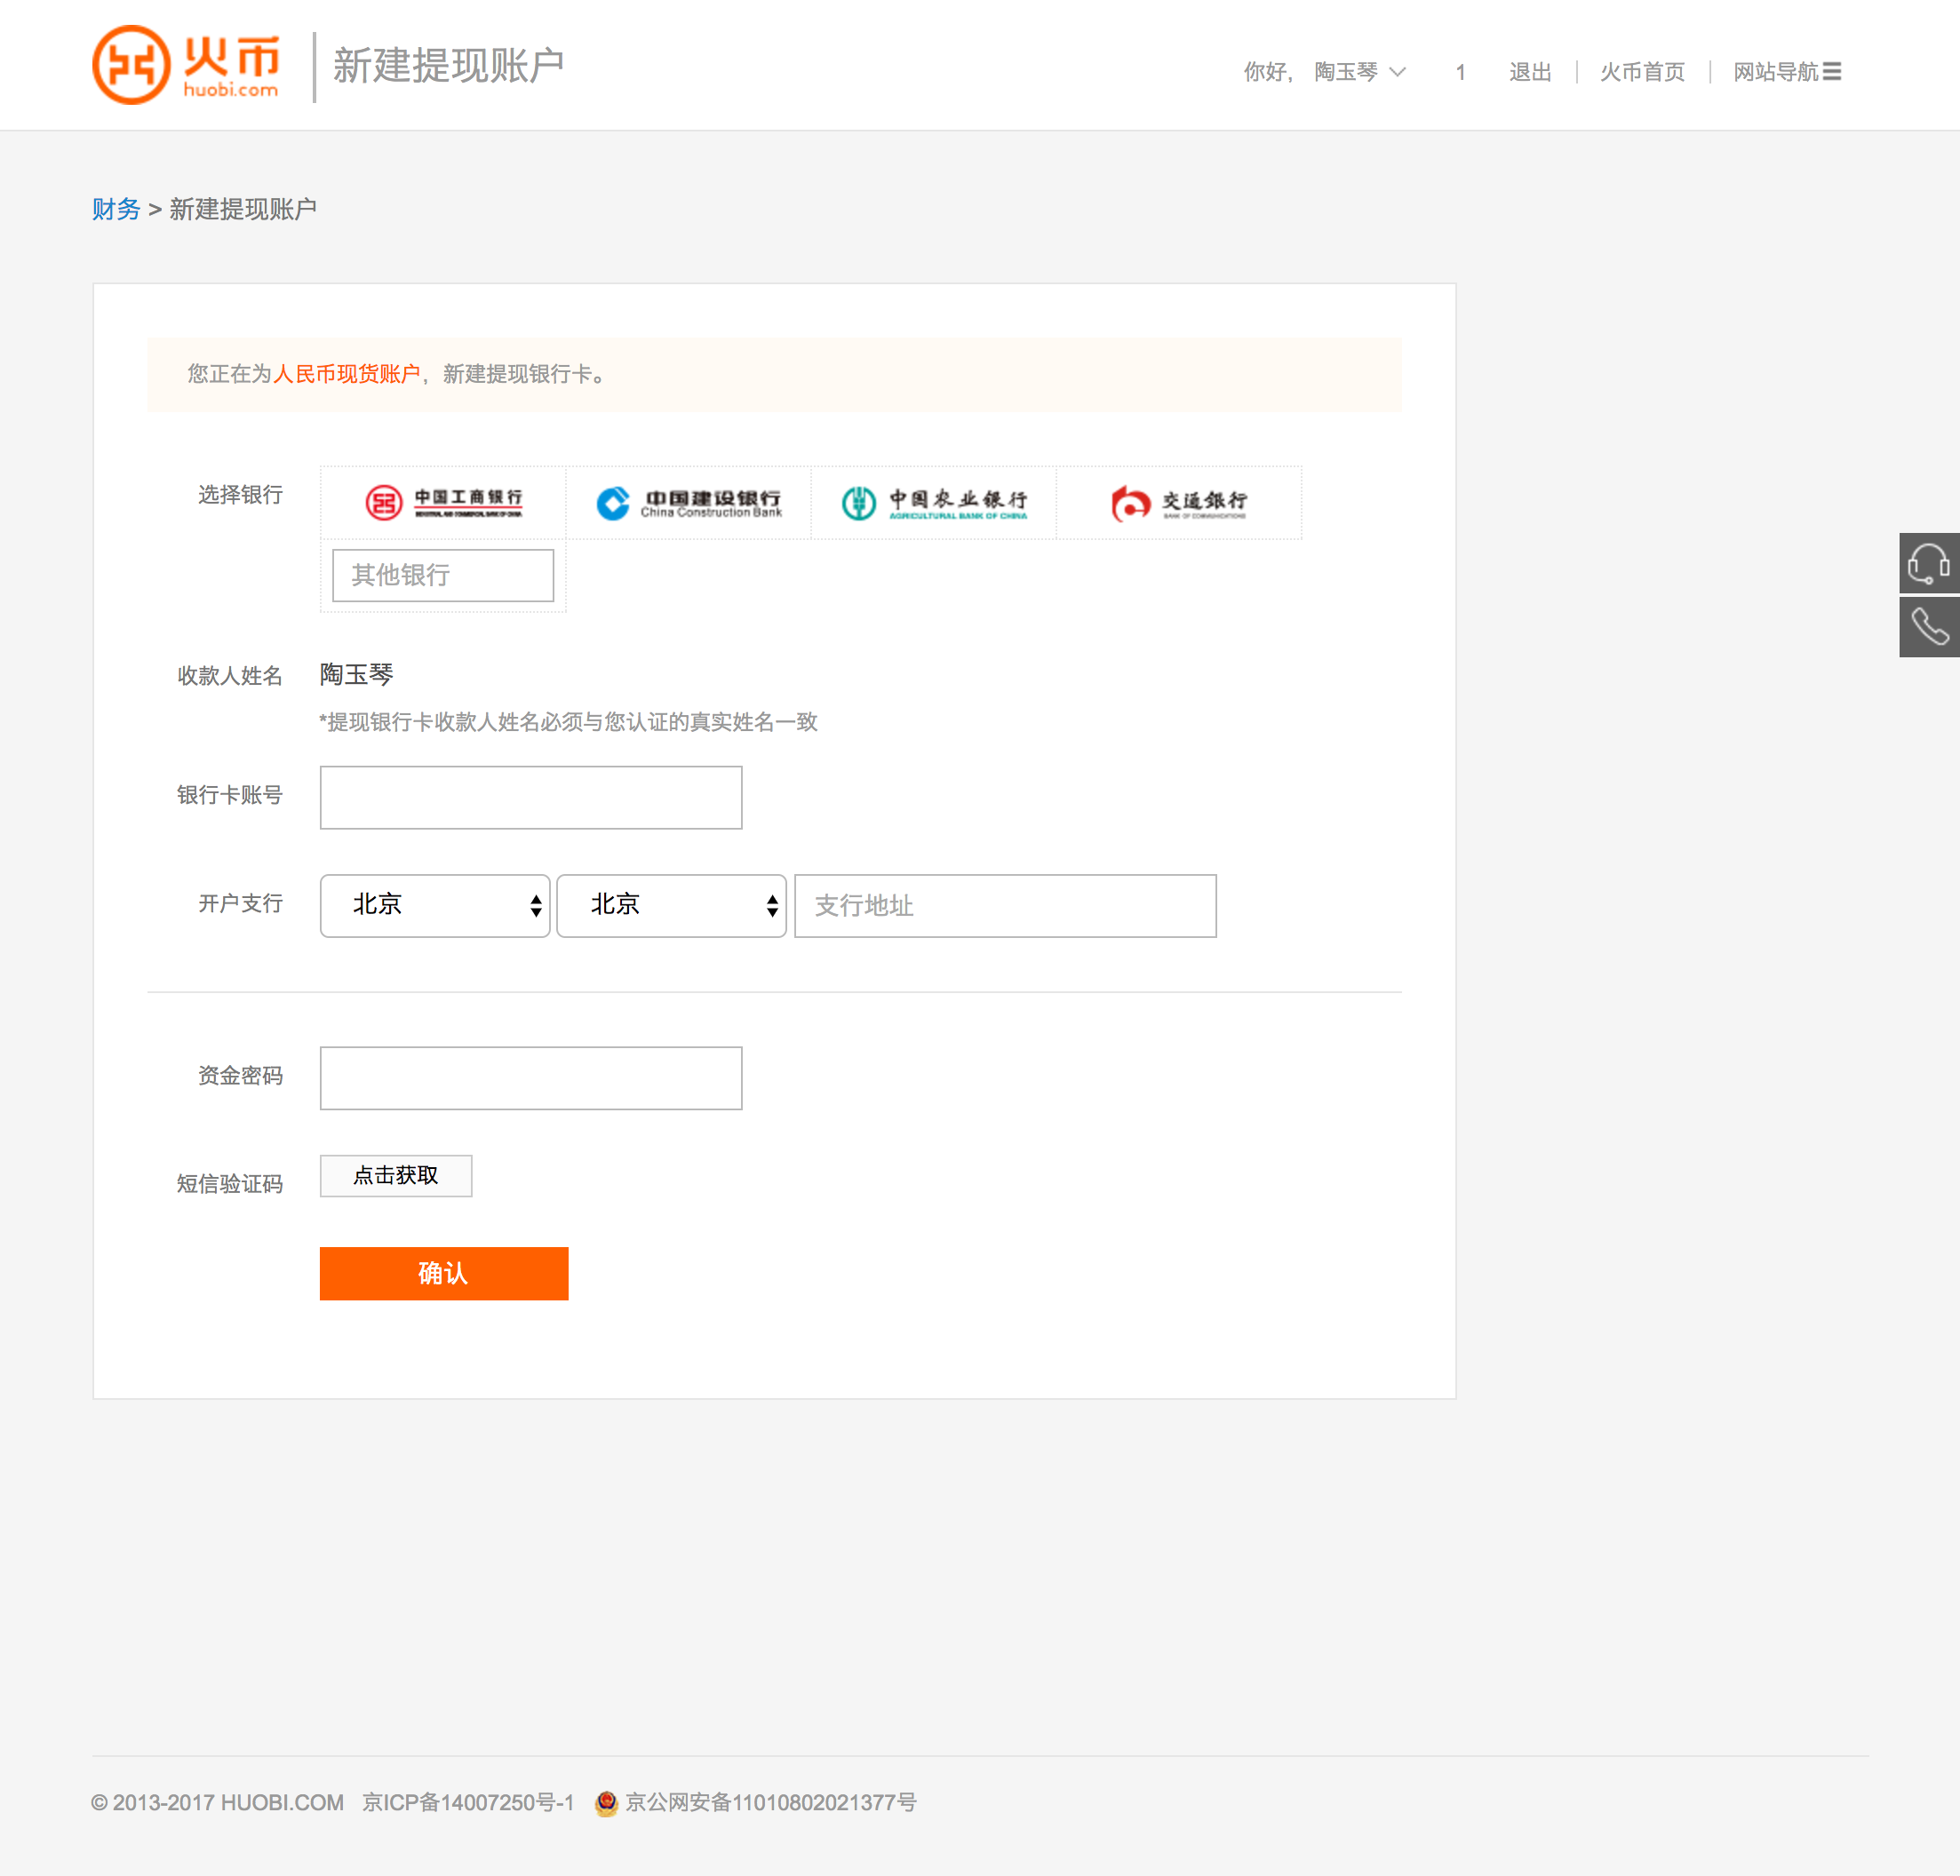 火币
huobi.com
新建提现账户
你好， 陶玉琴 1 退出 火币首页 网站导航
财务 > 新建提现账户
您正在为人民币现货账户，新建提现银行卡。
选择银行
中国工商银行
INDUSTRIAL AND COMMERCIAL BANK OF CHINA
中国建设银行
China Construction Bank
中国农业银行
AGRICULTURAL BANK OF CHINA
交通銀行
BANK OF COMMUNICATIONS
其他银行
收款人姓名 陶玉琴
*提现银行卡收款人姓名必须与您认证的真实姓名一致
银行卡账号
开户支行 北京 北京 支行地址
资金密码
短信验证码 点击获取
确认
© 2013-2017 HUOBI.COM 京ICP备14007250号-1 京公网安备11010802021377号